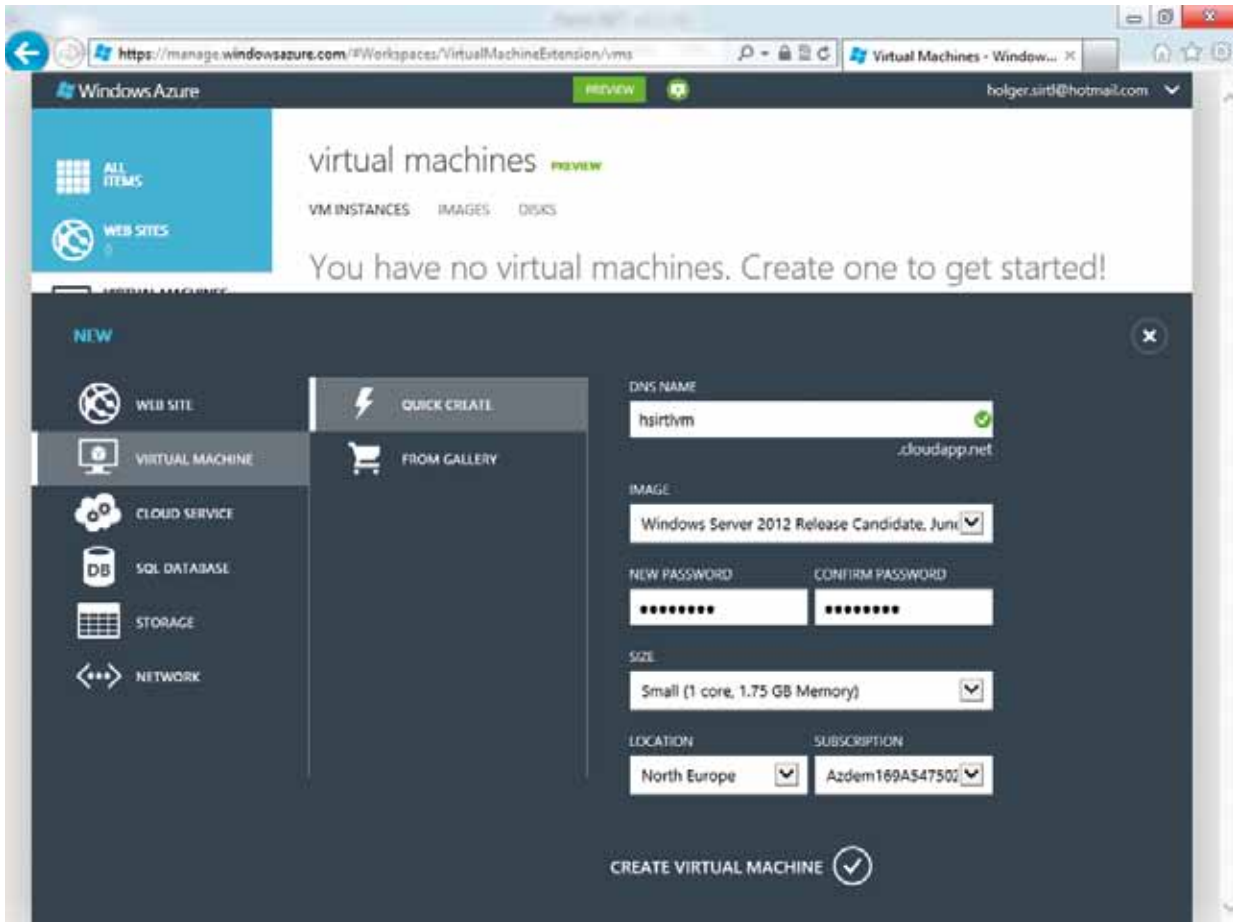 https://manage.windowsazure.com/#Workspaces/VirtualMachineExtension/vms
Virtual Machines - Window...
Windows Azure
PREVIEW
holger.sirtl@hotmail.com
ALL ITEMS
WEB SITES
0
virtual machines PREVIEW
VM INSTANCES IMAGES DISKS
You have no virtual machines. Create one to get started!
VIRTUAL MACHINES
NEW
WEB SITE
VIRTUAL MACHINE
CLOUD SERVICE
DB
SQL DATABASE
STORAGE
NETWORK
QUICK CREATE
FROM GALLERY
DNS NAME
hsirtlvm
.cloudapp.net
IMAGE
Windows Server 2012 Release Candidate, June
NEW PASSWORD CONFIRM PASSWORD
•••••••• ••••••••
SIZE
Small (1 core, 1.75 GB Memory)
LOCATION SUBSCRIPTION
North Europe Azdem169A547502
CREATE VIRTUAL MACHINE